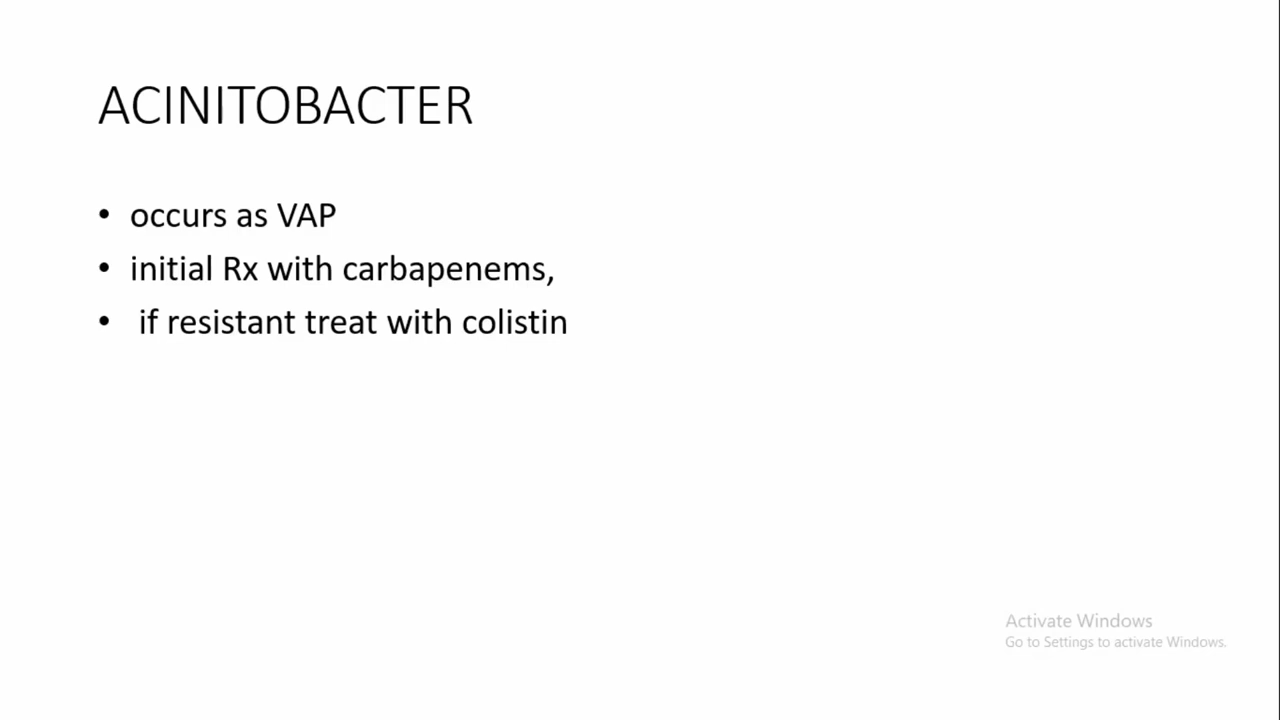 ACINITOBACTER
• occurs as VAP
• initial Rx with carbapenems,
• if resistant treat with colistin
Activate Windows
Go to Settings to activate Windows.